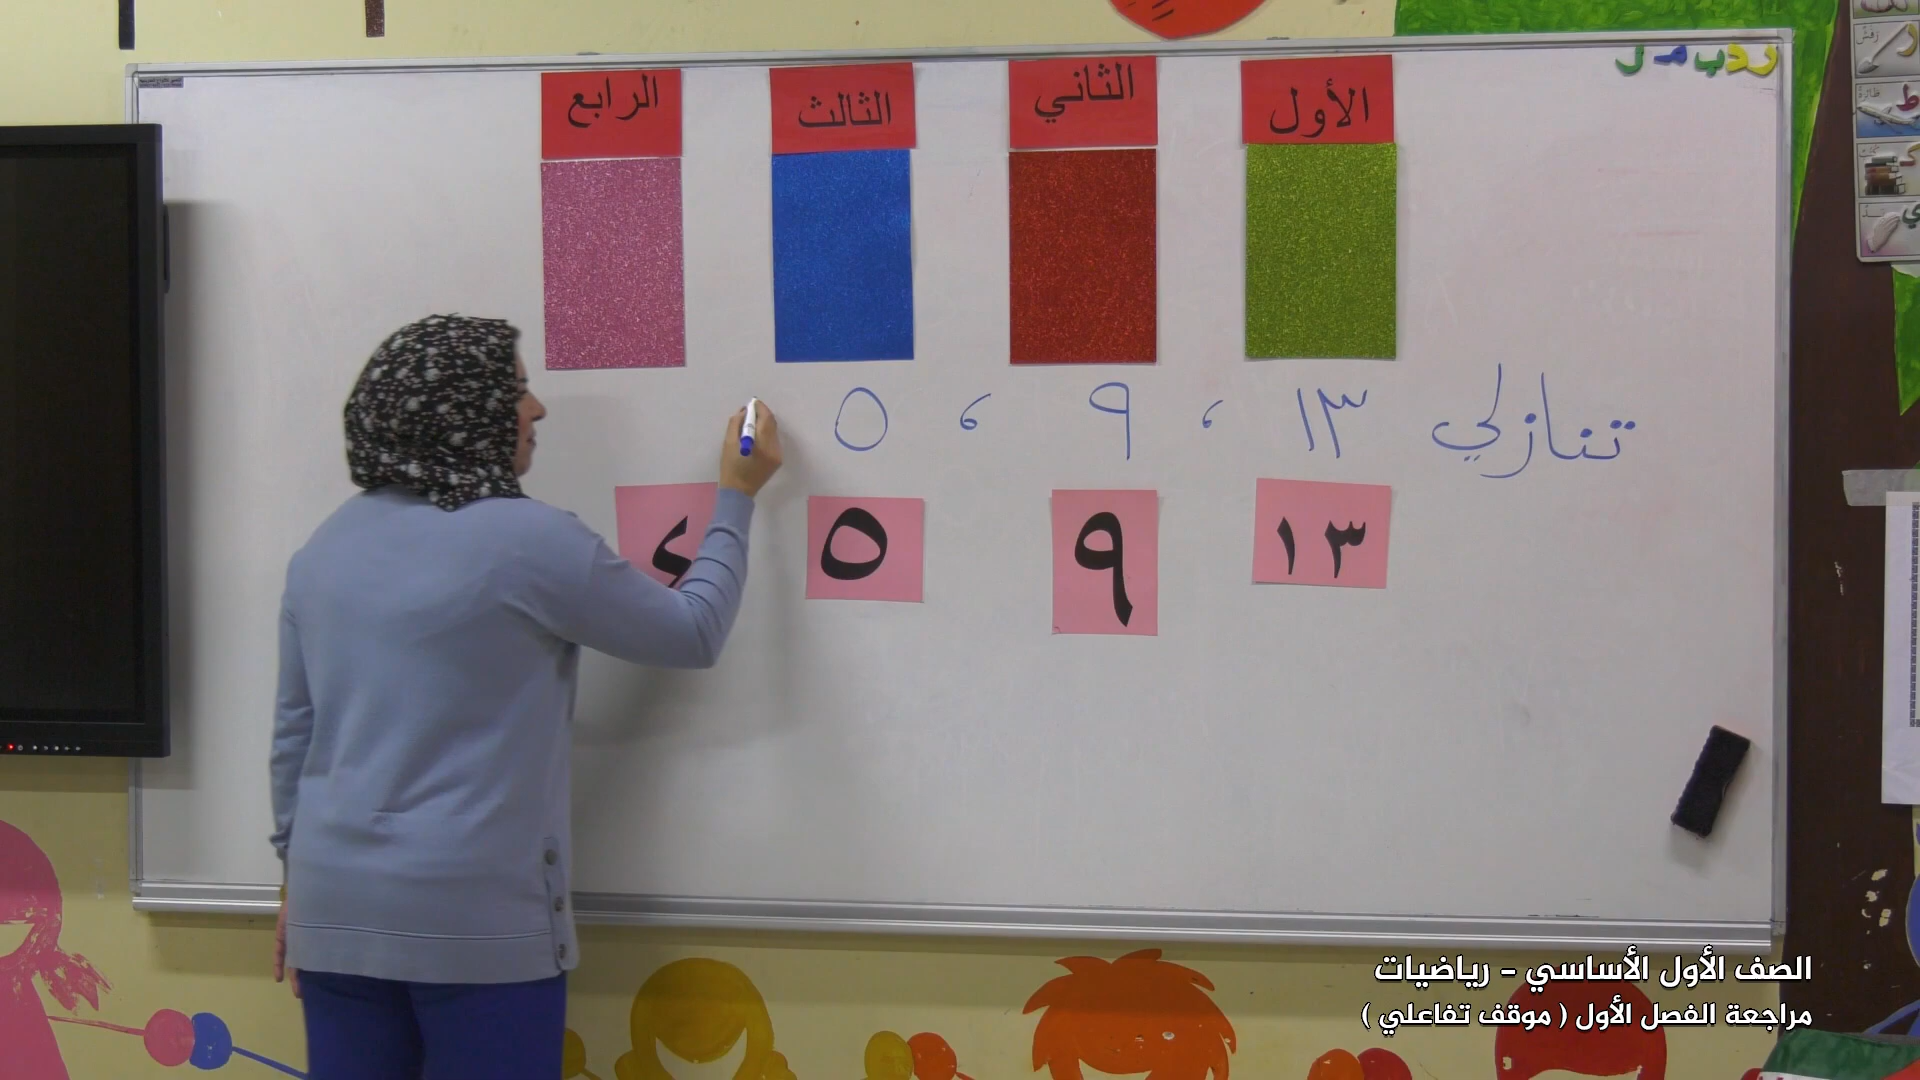 ر د ب م ل
الأول
الثاني
الثالث
الرابع
تنازلي ١٣ ، ٩ ، ٥
١٣
٩
٥
٤
الصف الأول الأساسي - رياضيات
مراجعة الفصل الأول ( موقف تفاعلي )